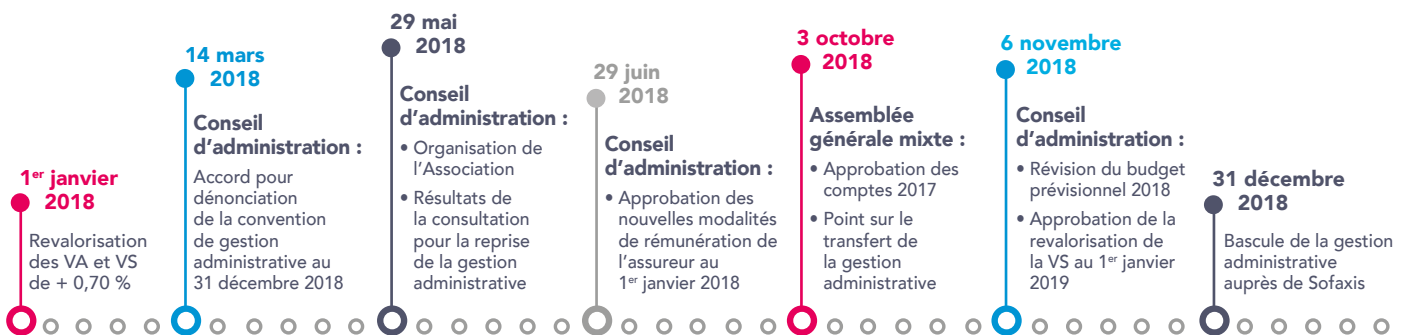 1er janvier
2018
Revalorisation
des VA et VS
de + 0,70 %
14 mars
2018
Conseil
d'administration :
Accord pour
dénonciation
de la convention
de gestion
administrative au
31 décembre 2018
29 mai
2018
Conseil
d'administration :
• Organisation de
l'Association
• Résultats de
la consultation
pour la reprise
de la gestion
administrative
29 juin
2018
Conseil
d'administration :
• Approbation des
nouvelles modalités
de rémunération de
l'assureur au
1er janvier 2018
3 octobre
2018
Assemblée
générale mixte :
• Approbation des
comptes 2017
• Point sur le
transfert de
la gestion
administrative
6 novembre
2018
Conseil
d'administration :
• Révision du budget
prévisionnel 2018
• Approbation de la
revalorisation de
la VS au 1er janvier
2019
31 décembre
2018
Bascule de la gestion
administrative
auprès de Sofaxis